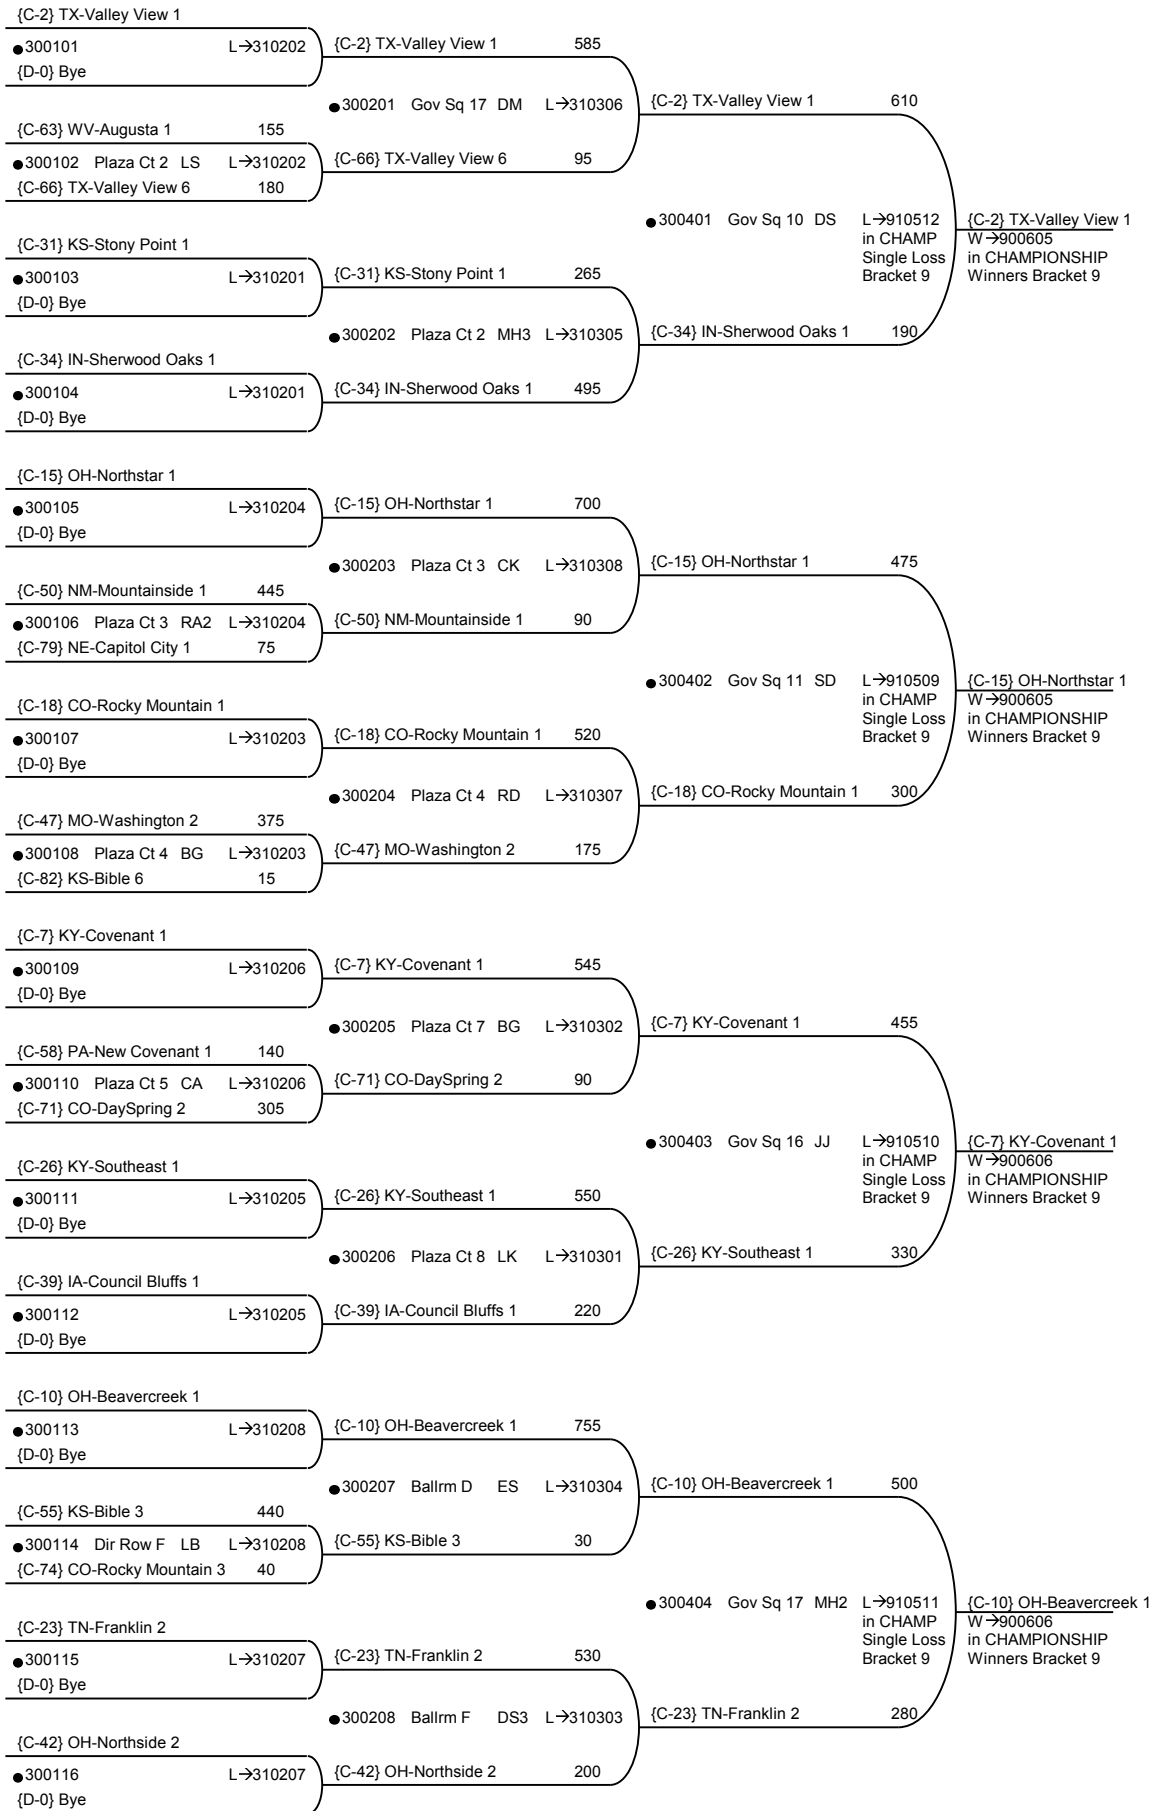 {C-2} TX-Valley View 1
300101 L→310202
{D-0} Bye
{C-63} WV-Augusta 1 155
300102 Plaza Ct 2 LS L→310202
{C-66} TX-Valley View 6 180
{C-31} KS-Stony Point 1
300103 L→310201
{D-0} Bye
{C-34} IN-Sherwood Oaks 1
300104 L→310201
{D-0} Bye
{C-15} OH-Northstar 1
300105 L→310204
{D-0} Bye
{C-50} NM-Mountainside 1 445
300106 Plaza Ct 3 RA2 L→310204
{C-79} NE-Capitol City 1 75
{C-18} CO-Rocky Mountain 1
300107 L→310203
{D-0} Bye
{C-47} MO-Washington 2 375
300108 Plaza Ct 4 BG L→310203
{C-82} KS-Bible 6 15
{C-7} KY-Covenant 1
300109 L→310206
{D-0} Bye
{C-58} PA-New Covenant 1 140
300110 Plaza Ct 5 CA L→310206
{C-71} CO-DaySpring 2 305
{C-26} KY-Southeast 1
300111 L→310205
{D-0} Bye
{C-39} IA-Council Bluffs 1
300112 L→310205
{D-0} Bye
{C-10} OH-Beavercreek 1
300113 L→310208
{D-0} Bye
{C-55} KS-Bible 3 440
300114 Dir Row F LB L→310208
{C-74} CO-Rocky Mountain 3 40
{C-23} TN-Franklin 2
300115 L→310207
{D-0} Bye
{C-42} OH-Northside 2
300116 L→310207
{D-0} Bye
{C-2} TX-Valley View 1 585
300201 Gov Sq 17 DM L→310306
{C-66} TX-Valley View 6 95
{C-31} KS-Stony Point 1 265
300202 Plaza Ct 2 MH3 L→310305
{C-34} IN-Sherwood Oaks 1 495
{C-15} OH-Northstar 1 700
300203 Plaza Ct 3 CK L→310308
{C-50} NM-Mountainside 1 90
{C-18} CO-Rocky Mountain 1 520
300204 Plaza Ct 4 RD L→310307
{C-47} MO-Washington 2 175
{C-7} KY-Covenant 1 545
300205 Plaza Ct 7 BG L→310302
{C-71} CO-DaySpring 2 90
{C-26} KY-Southeast 1 550
300206 Plaza Ct 8 LK L→310301
{C-39} IA-Council Bluffs 1 220
{C-10} OH-Beavercreek 1 755
300207 Ballrm D ES L→310304
{C-55} KS-Bible 3 30
{C-23} TN-Franklin 2 530
300208 Ballrm F DS3 L→310303
{C-42} OH-Northside 2 200
{C-2} TX-Valley View 1 610
300401 Gov Sq 10 DS L→910512
in CHAMP
Single Loss
Bracket 9
{C-34} IN-Sherwood Oaks 1 190
{C-15} OH-Northstar 1 475
300402 Gov Sq 11 SD L→910509
in CHAMP
Single Loss
Bracket 9
{C-18} CO-Rocky Mountain 1 300
{C-7} KY-Covenant 1 455
300403 Gov Sq 16 JJ L→910510
in CHAMP
Single Loss
Bracket 9
{C-26} KY-Southeast 1 330
{C-10} OH-Beavercreek 1 500
300404 Gov Sq 17 MH2 L→910511
in CHAMP
Single Loss
Bracket 9
{C-23} TN-Franklin 2 280
{C-2} TX-Valley View 1
W→900605
in CHAMPIONSHIP
Winners Bracket 9
{C-15} OH-Northstar 1
W→900605
in CHAMPIONSHIP
Winners Bracket 9
{C-7} KY-Covenant 1
W→900606
in CHAMPIONSHIP
Winners Bracket 9
{C-10} OH-Beavercreek 1
W→900606
in CHAMPIONSHIP
Winners Bracket 9